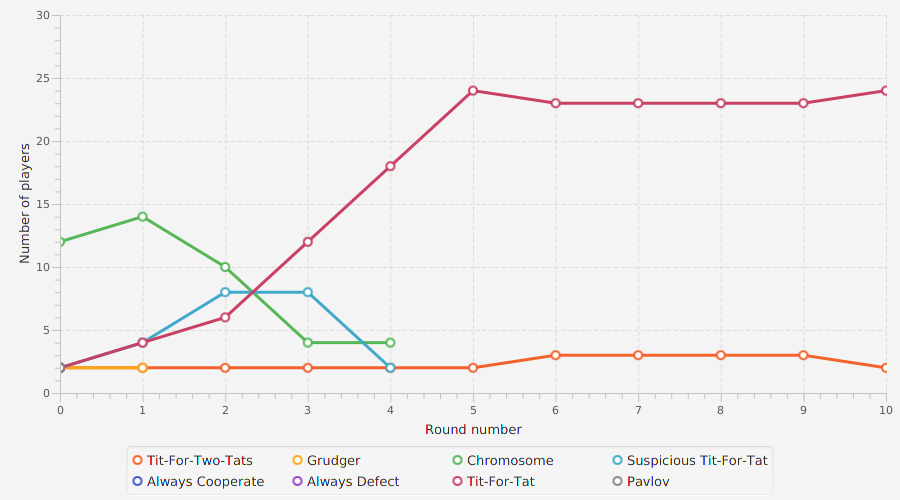 30
25
20
15
10
5
0
Number of players
0 1 2 3 4 5 6 7 8 9 10
Round number
Tit-For-Two-Tats Grudger Chromosome Suspicious Tit-For-Tat
Always Cooperate Always Defect Tit-For-Tat Pavlov